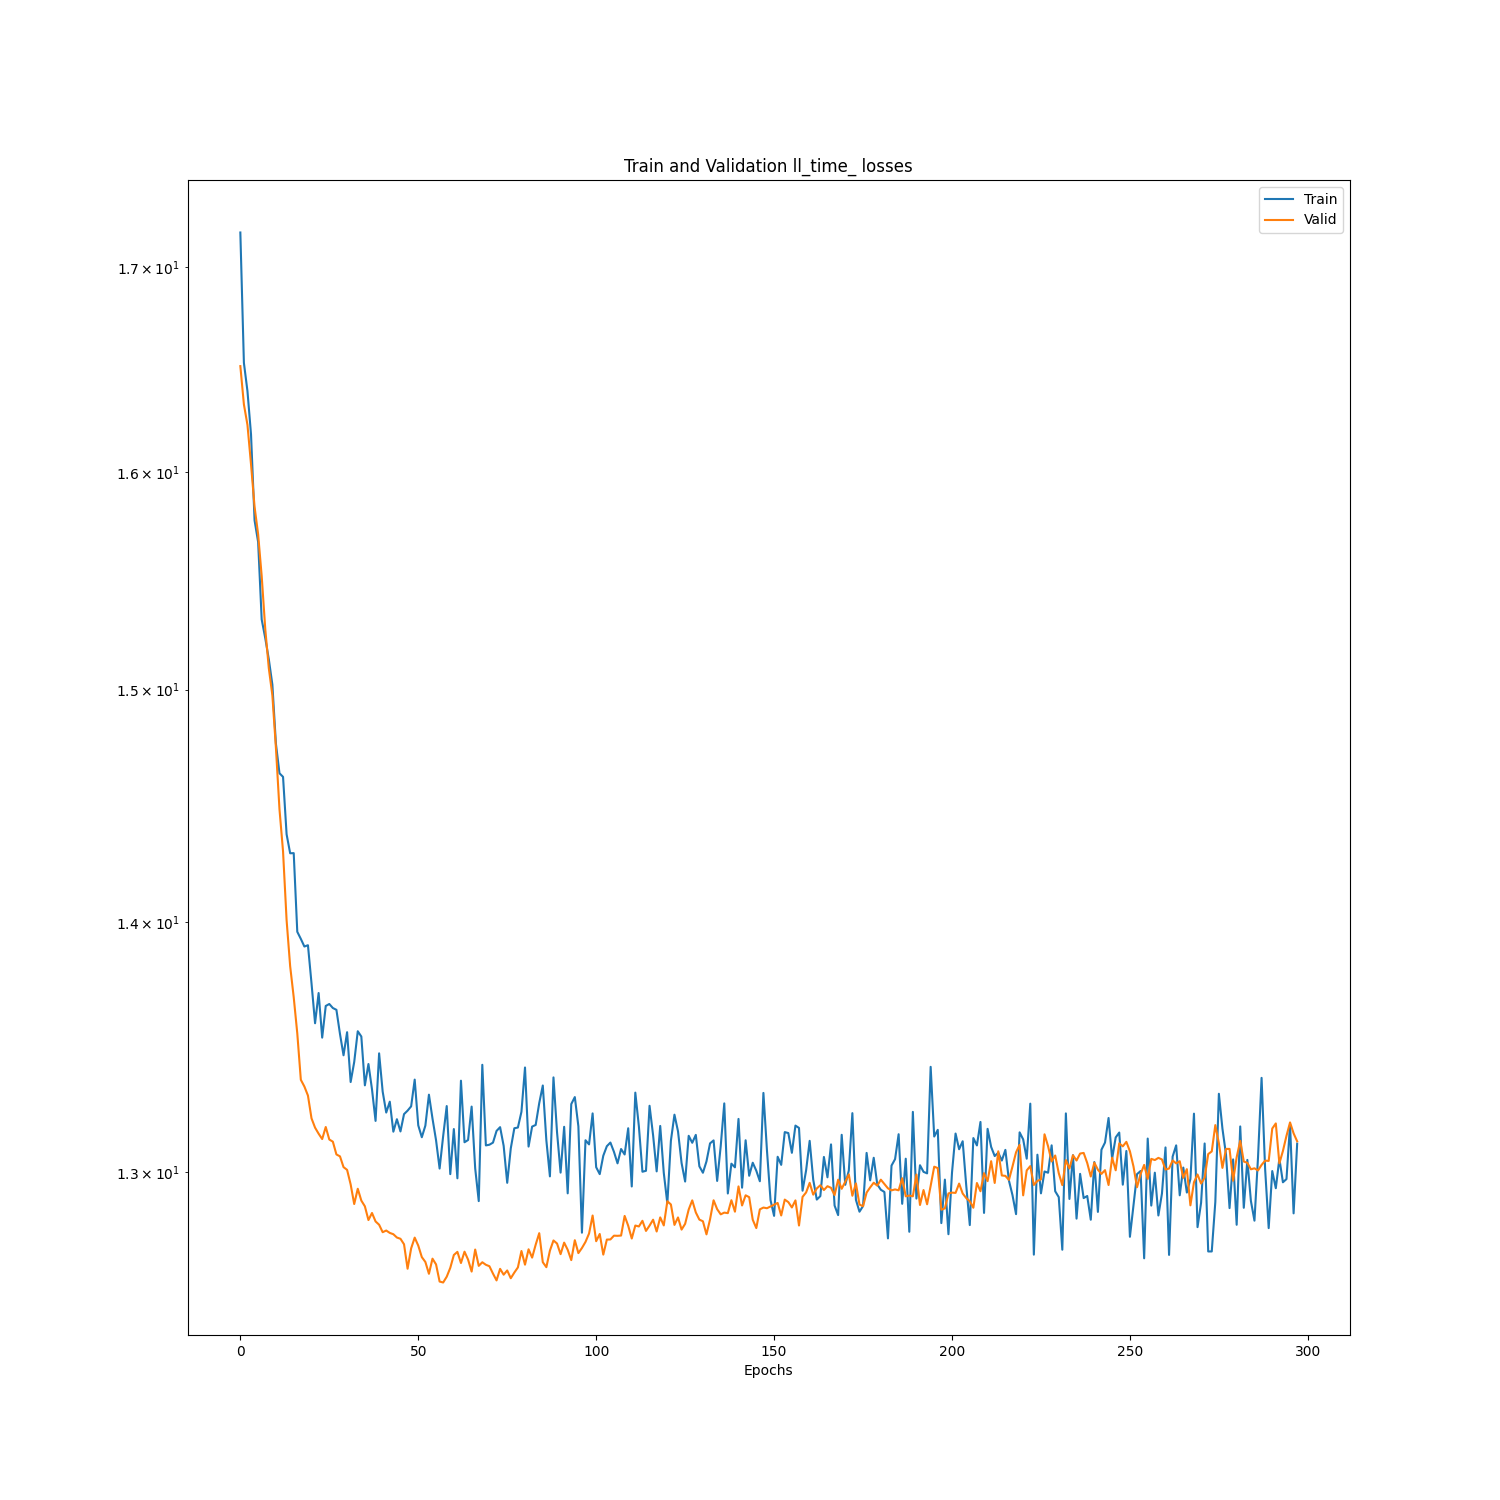 Train and Validation ll_time_ losses
Train
Valid
1.7 × 10¹
1.6 × 10¹
1.5 × 10¹
1.4 × 10¹
1.3 × 10¹
0 50 100 150 200 250 300
Epochs